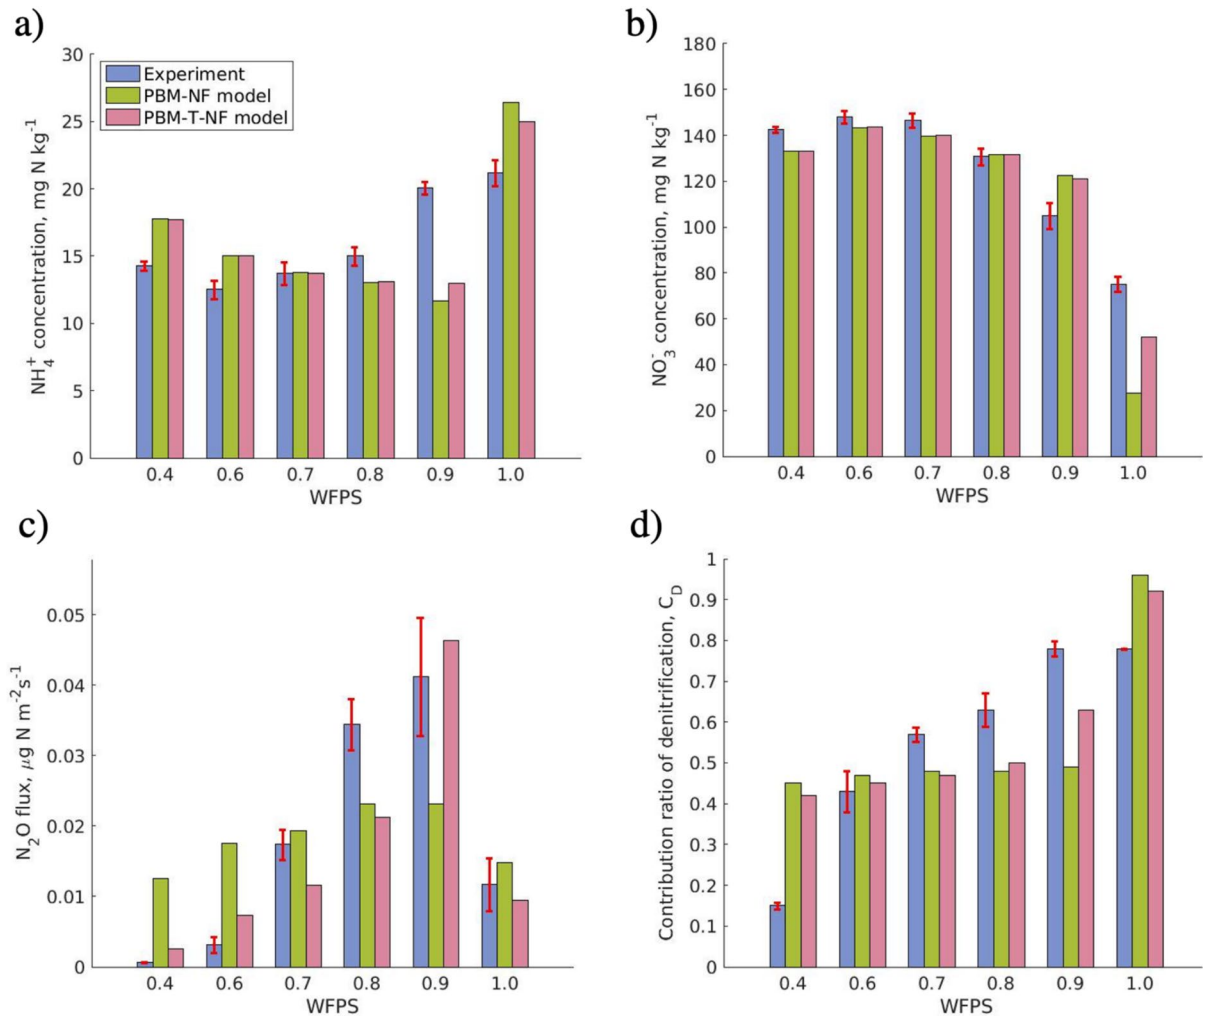 a)
30
25
20
15
10
5
0
NH₄⁺ concentration, mg N kg⁻¹
Experiment
PBM-NF model
PBM-T-NF model
0.4 0.6 0.7 0.8 0.9 1.0
WFPS
b)
180
160
140
120
100
80
60
40
20
0
NO₃⁻ concentration, mg N kg⁻¹
0.4 0.6 0.7 0.8 0.9 1.0
WFPS
c)
0.05
0.04
0.03
0.02
0.01
0
N₂O flux, μg N m⁻²s⁻¹
0.4 0.6 0.7 0.8 0.9 1.0
WFPS
d)
1
0.9
0.8
0.7
0.6
0.5
0.4
0.3
0.2
0.1
0
Contribution ratio of denitrification, C_D
0.4 0.6 0.7 0.8 0.9 1.0
WFPS